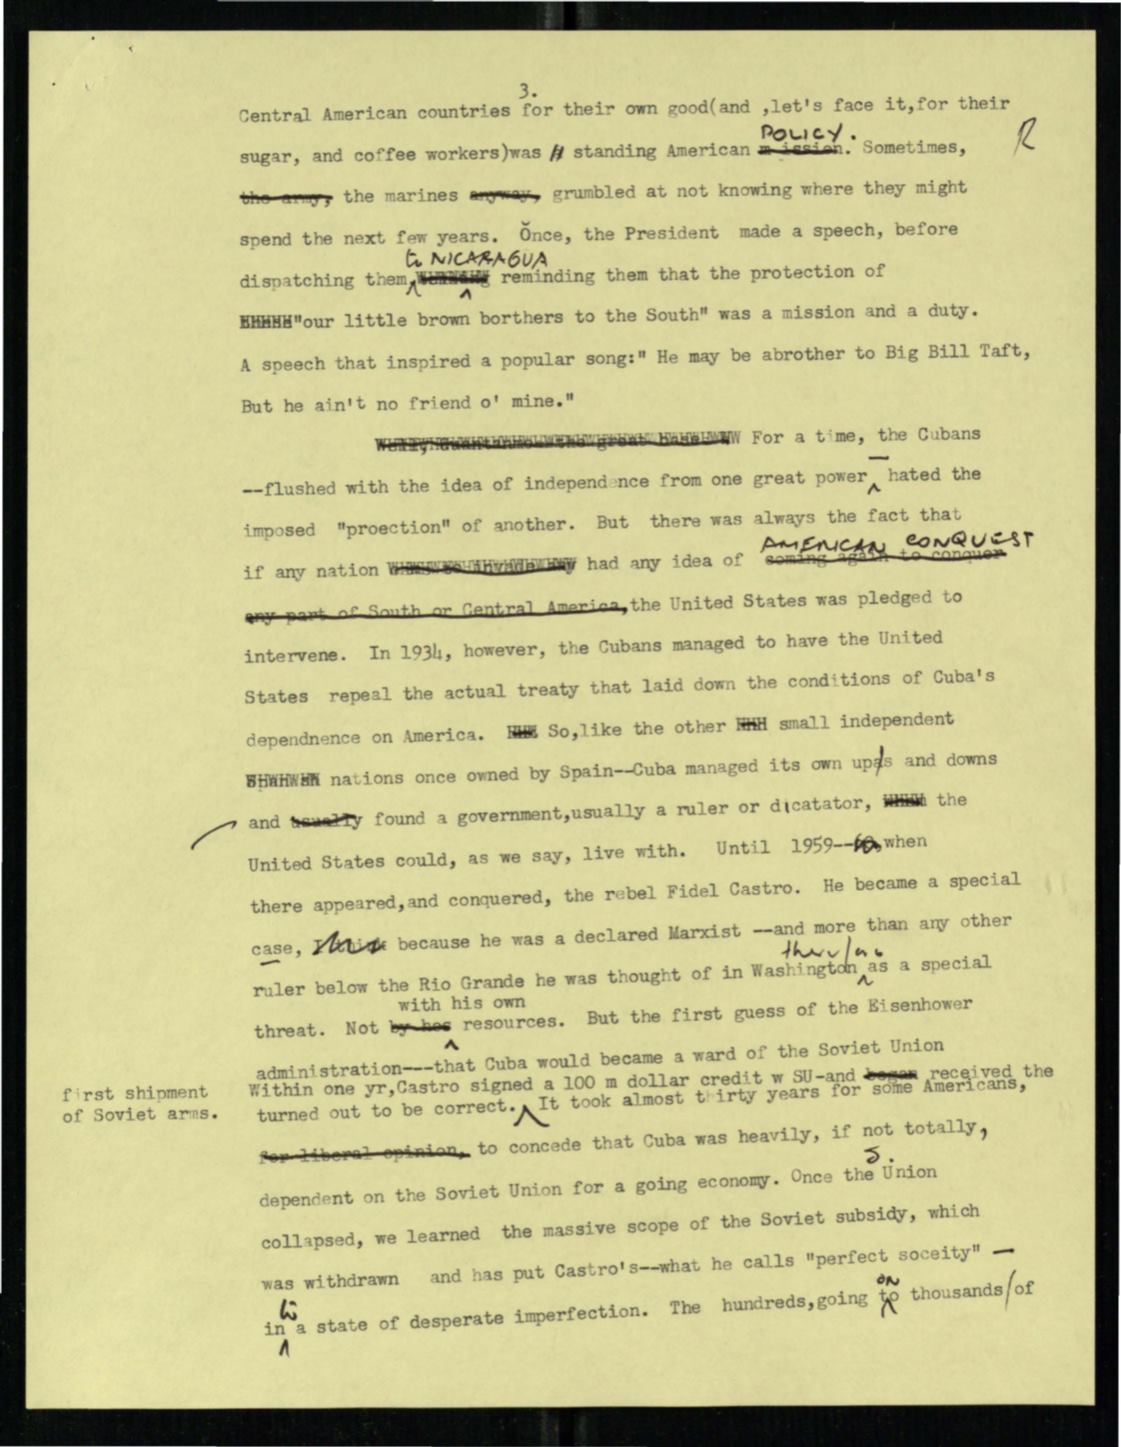 3.
Central American countries for their own good(and ,let's face it,for their
POLICY.
sugar, and coffee workers)was standing American mission. Sometimes,
R
the army, the marines anyway, grumbled at not knowing where they might
spend the next few years. Once, the President made a speech, before
to NICARAGUA
dispatching them, reminding them that the protection of
"our little brown borthers to the South" was a mission and a duty.
A speech that inspired a popular song:" He may be abrother to Big Bill Taft,
But he ain't no friend o' mine."
the great base For a time, the Cubans
--flushed with the idea of independence from one great power — hated the
imposed "proection" of another. But there was always the fact that
AMERICAN CONQUEST
if any nation had any idea of coming again to conquer
any part of South or Central America,the United States was pledged to
intervene. In 1934, however, the Cubans managed to have the United
States repeal the actual treaty that laid down the conditions of Cuba's
dependnence on America. So,like the other small independent
nations once owned by Spain--Cuba managed its own upas and downs
and usually found a government,usually a ruler or dicatator, the
United States could, as we say, live with. Until 1959-- when
there appeared,and conquered, the rebel Fidel Castro. He became a special
case, I think because he was a declared Marxist --and more than any other
therefore
ruler below the Rio Grande he was thought of in Washington as a special
with his own
threat. Not by hes resources. But the first guess of the Eisenhower
administration---that Cuba would became a ward of the Soviet Union
Within one yr,Castro signed a 100 m dollar credit w SU-and began received the
first shipment
of Soviet arms.
turned out to be correct. It took almost thirty years for some Americans,
for liberal opinion, to concede that Cuba was heavily, if not totally,
S.
dependent on the Soviet Union for a going economy. Once the Union
collapsed, we learned the massive scope of the Soviet subsidy, which
was withdrawn and has put Castro's--what he calls "perfect soceity" —
to
ON
in a state of desperate imperfection. The hundreds,going to thousands/of